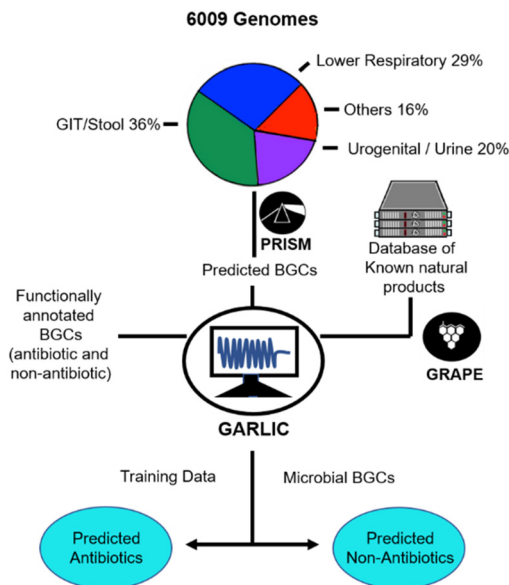 6009 Genomes
Lower Respiratory 29%
Others 16%
GIT/Stool 36%
Urogenital / Urine 20%
PRISM
Database of
Known natural
products
Predicted BGCs
Functionally
annotated
BGCs
(antibiotic and
non-antibiotic)
GRAPE
GARLIC
Training Data
Microbial BGCs
Predicted
Antibiotics
Predicted
Non-Antibiotics